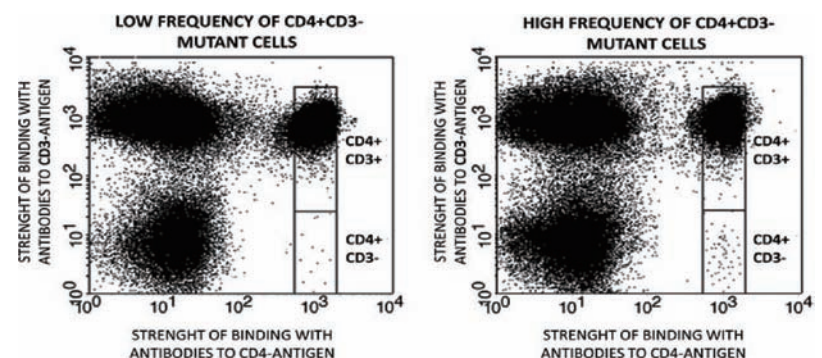 LOW FREQUENCY OF CD4+CD3-
MUTANT CELLS
STRENGHT OF BINDING WITH
ANTIBODIES TO CD3-ANTIGEN
10⁴
10³
10²
10¹
10⁰
CD4+
CD3+
CD4+
CD3-
10⁰ 10¹ 10² 10³ 10⁴
STRENGHT OF BINDING WITH
ANTIBODIES TO CD4-ANTIGEN
HIGH FREQUENCY OF CD4+CD3-
MUTANT CELLS
STRENGHT OF BINDING WITH
ANTIBODIES TO CD3-ANTIGEN
10⁴
10³
10²
10¹
10⁰
CD4+
CD3+
CD4+
CD3-
10⁰ 10¹ 10² 10³ 10⁴
STRENGHT OF BINDING WITH
ANTIBODIES TO CD4-ANTIGEN